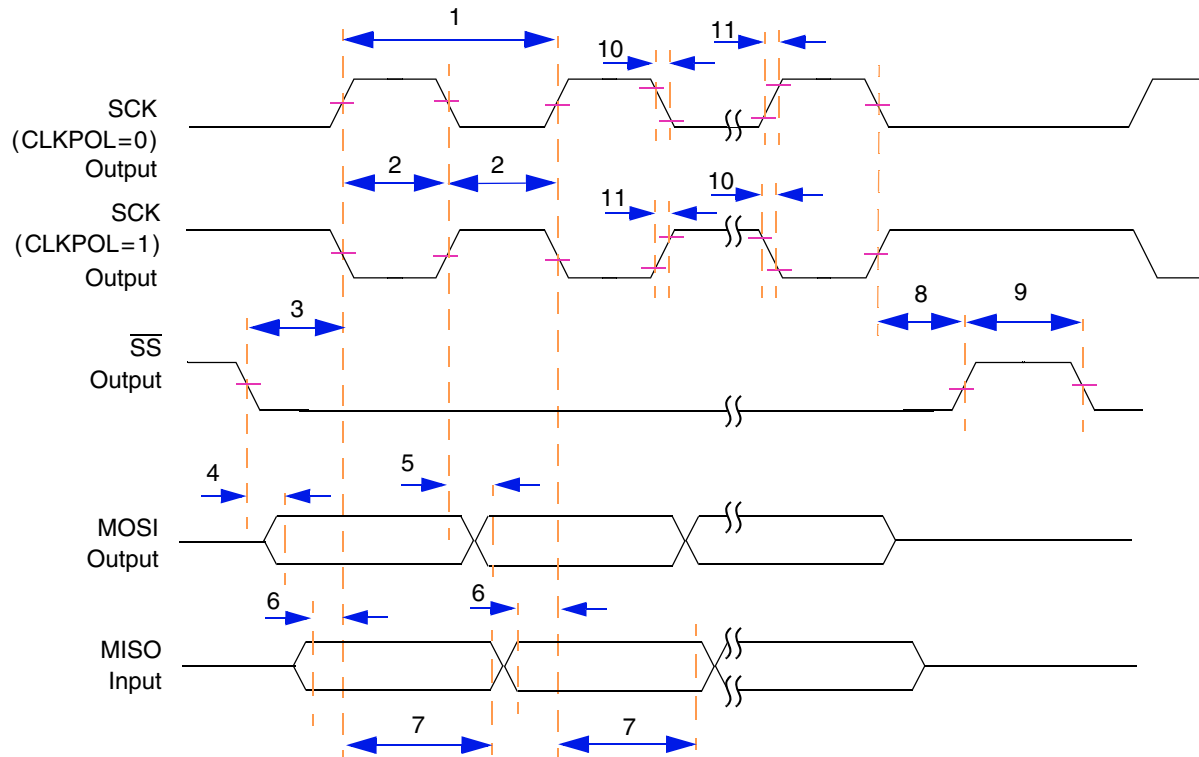 1
10
11
SCK
(CLKPOL=0)
Output
2
2
SCK
(CLKPOL=1)
Output
11
10
3
8
9
SS
Output
4
5
MOSI
Output
6
6
MISO
Input
7
7